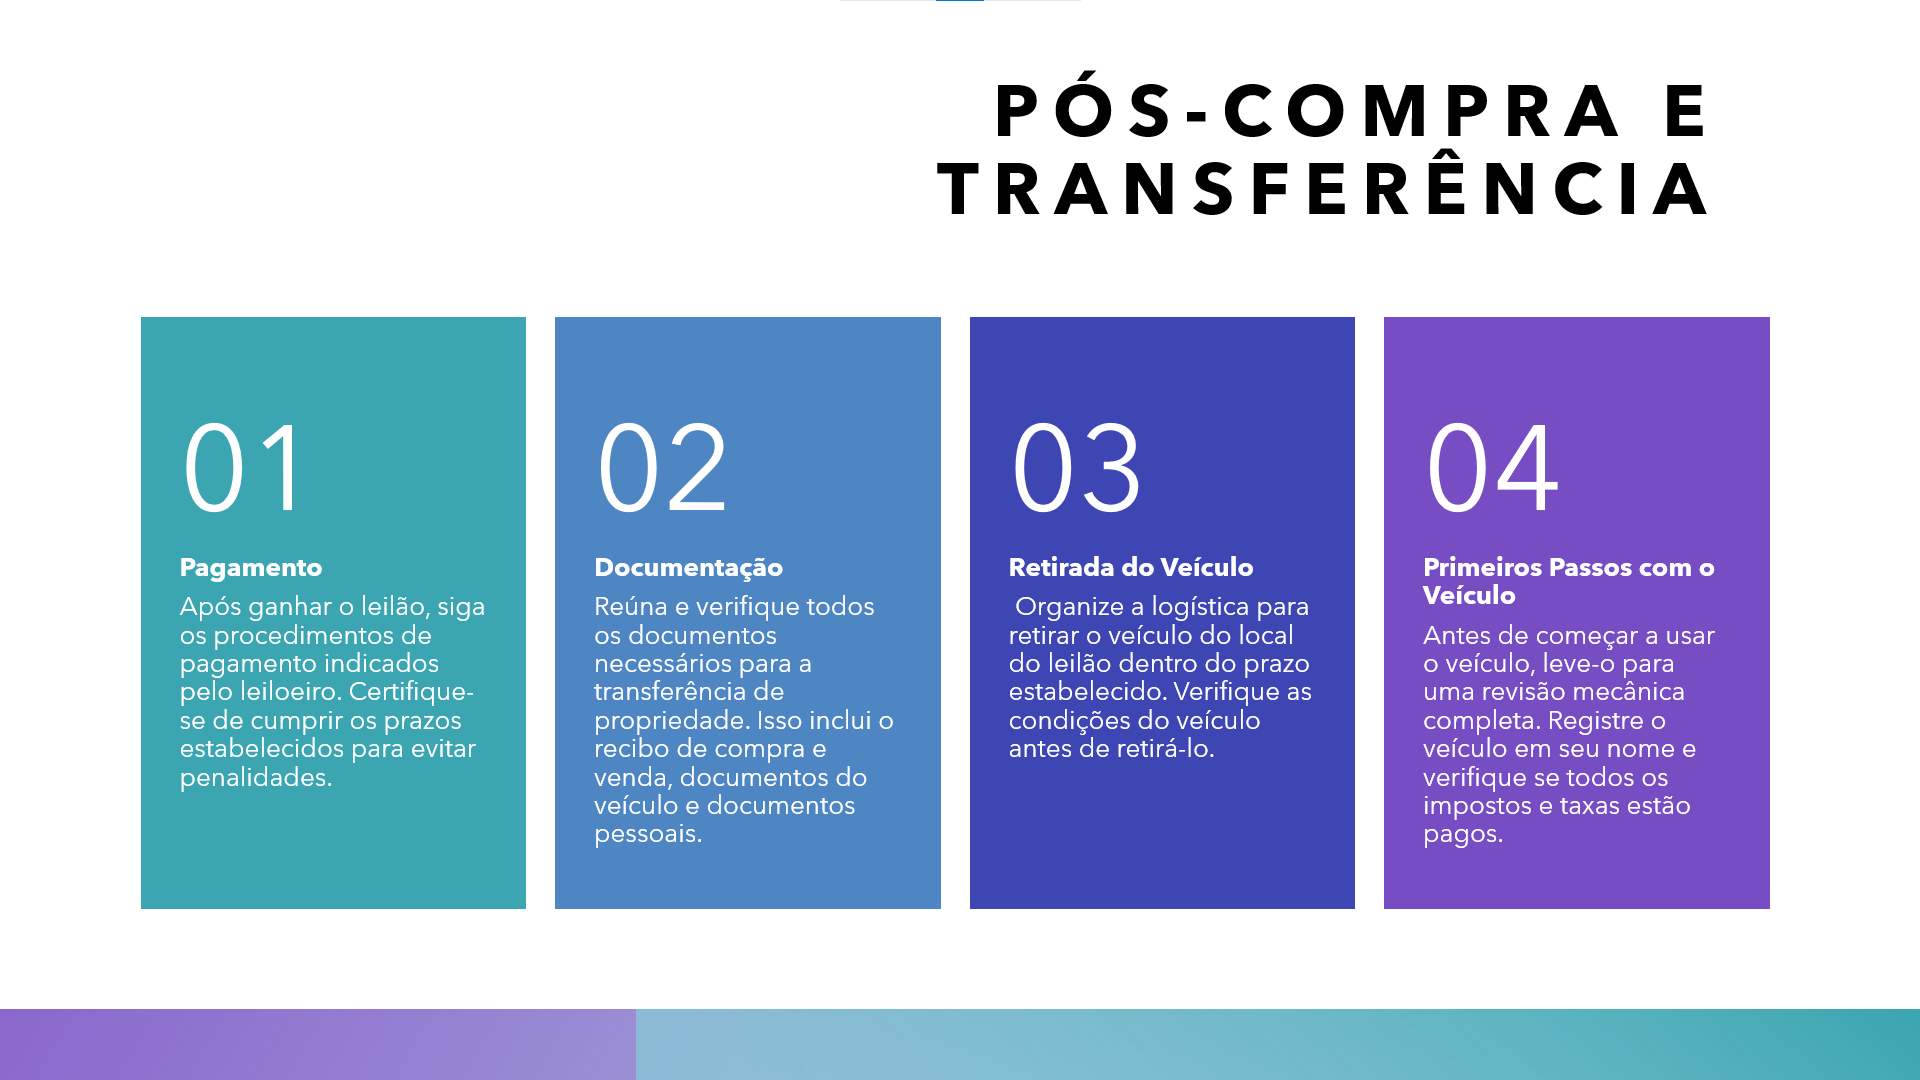 PÓS-COMPRA E
TRANSFERÊNCIA
01
Pagamento
Após ganhar o leilão, siga
os procedimentos de
pagamento indicados
pelo leiloeiro. Certifique-
se de cumprir os prazos
estabelecidos para evitar
penalidades.
02
Documentação
Reúna e verifique todos
os documentos
necessários para a
transferência de
propriedade. Isso inclui o
recibo de compra e
venda, documentos do
veículo e documentos
pessoais.
03
Retirada do Veículo
Organize a logística para
retirar o veículo do local
do leilão dentro do prazo
estabelecido. Verifique as
condições do veículo
antes de retirá-lo.
04
Primeiros Passos com o
Veículo
Antes de começar a usar
o veículo, leve-o para
uma revisão mecânica
completa. Registre o
veículo em seu nome e
verifique se todos os
impostos e taxas estão
pagos.